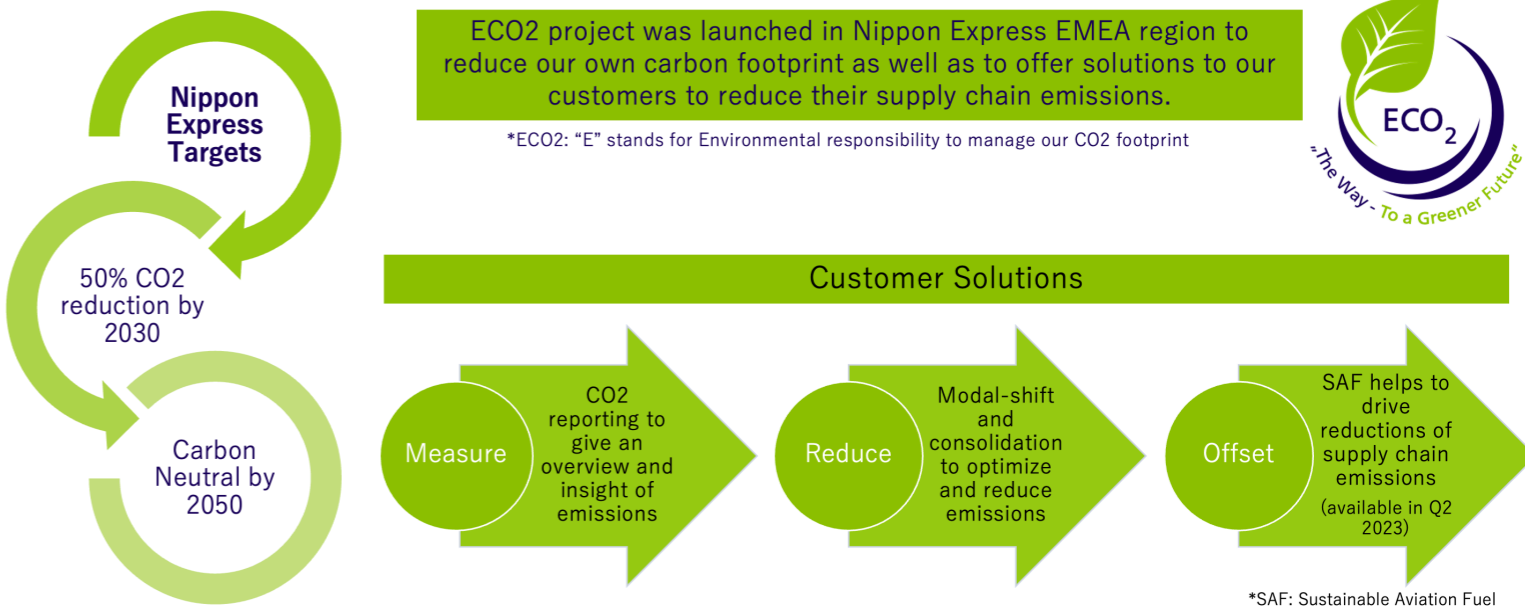 ECO2 project was launched in Nippon Express EMEA region to
reduce our own carbon footprint as well as to offer solutions to our
customers to reduce their supply chain emissions.
*ECO2: “E” stands for Environmental responsibility to manage our CO2 footprint
ECO2
„The Way - To a Greener Future“
Nippon
Express
Targets
50% CO2
reduction by
2030
Carbon
Neutral by
2050
Customer Solutions
Measure
CO2
reporting to
give an
overview and
insight of
emissions
Reduce
Modal-shift
and
consolidation
to optimize
and reduce
emissions
Offset
SAF helps to
drive
reductions of
supply chain
emissions
(available in Q2
2023)
*SAF: Sustainable Aviation Fuel